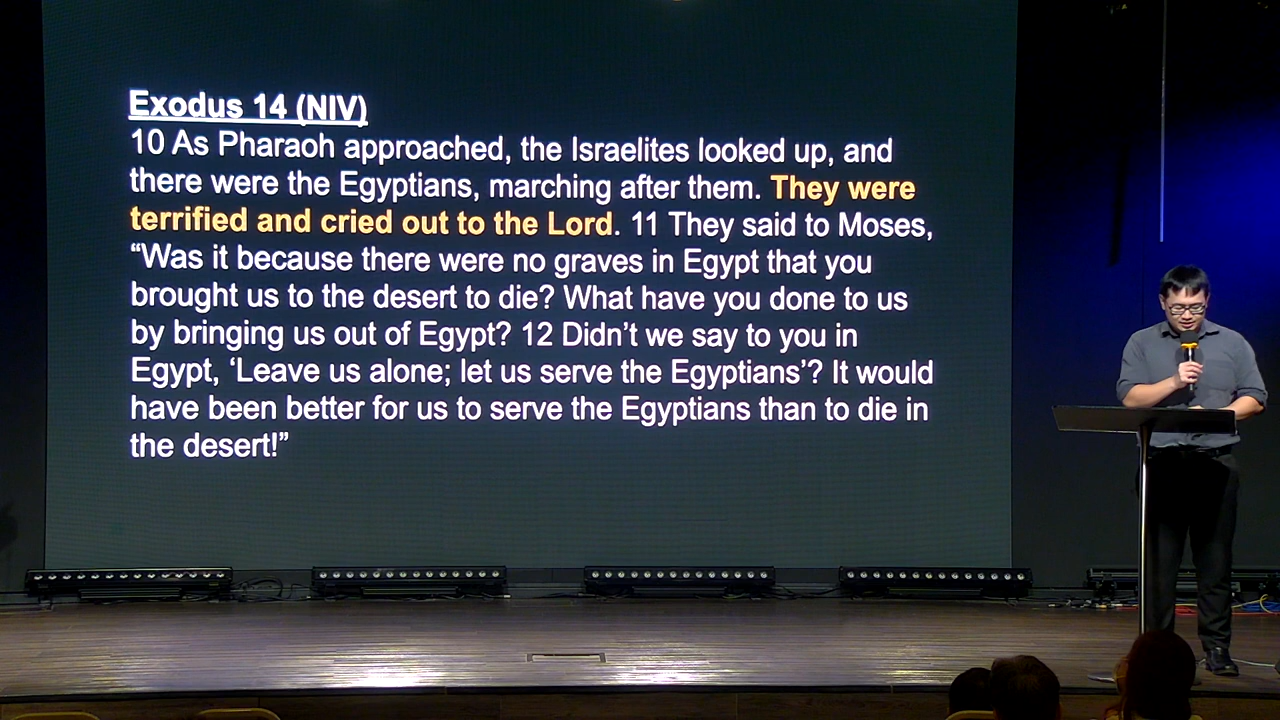 Exodus 14 (NIV)
10 As Pharaoh approached, the Israelites looked up, and
there were the Egyptians, marching after them. They were
terrified and cried out to the Lord. 11 They said to Moses,
“Was it because there were no graves in Egypt that you
brought us to the desert to die? What have you done to us
by bringing us out of Egypt? 12 Didn’t we say to you in
Egypt, ‘Leave us alone; let us serve the Egyptians’? It would
have been better for us to serve the Egyptians than to die in
the desert!”